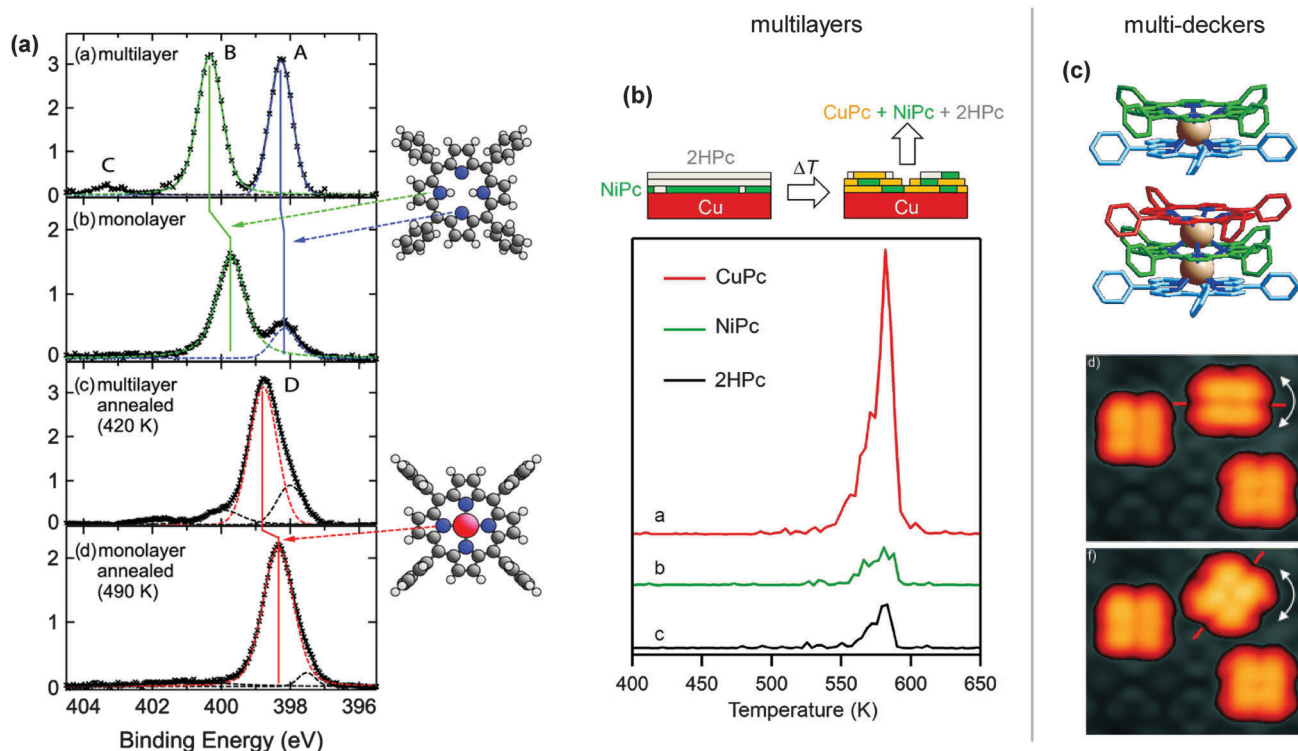 multilayers
multi-deckers
(a)
(a) multilayer
B
A
C
3
2
1
0
(b) monolayer
2
1
0
(c) multilayer
annealed
(420 K)
D
3
2
1
0
(d) monolayer
annealed
(490 K)
2
1
0
404
402
400
398
396
Binding Energy (eV)
(b)
CuPc + NiPc + 2HPc
2HPc
NiPc
ΔT
Cu
Cu
CuPc
NiPc
2HPc
a
b
c
400
450
500
550
600
650
Temperature (K)
(c)
d)
f)